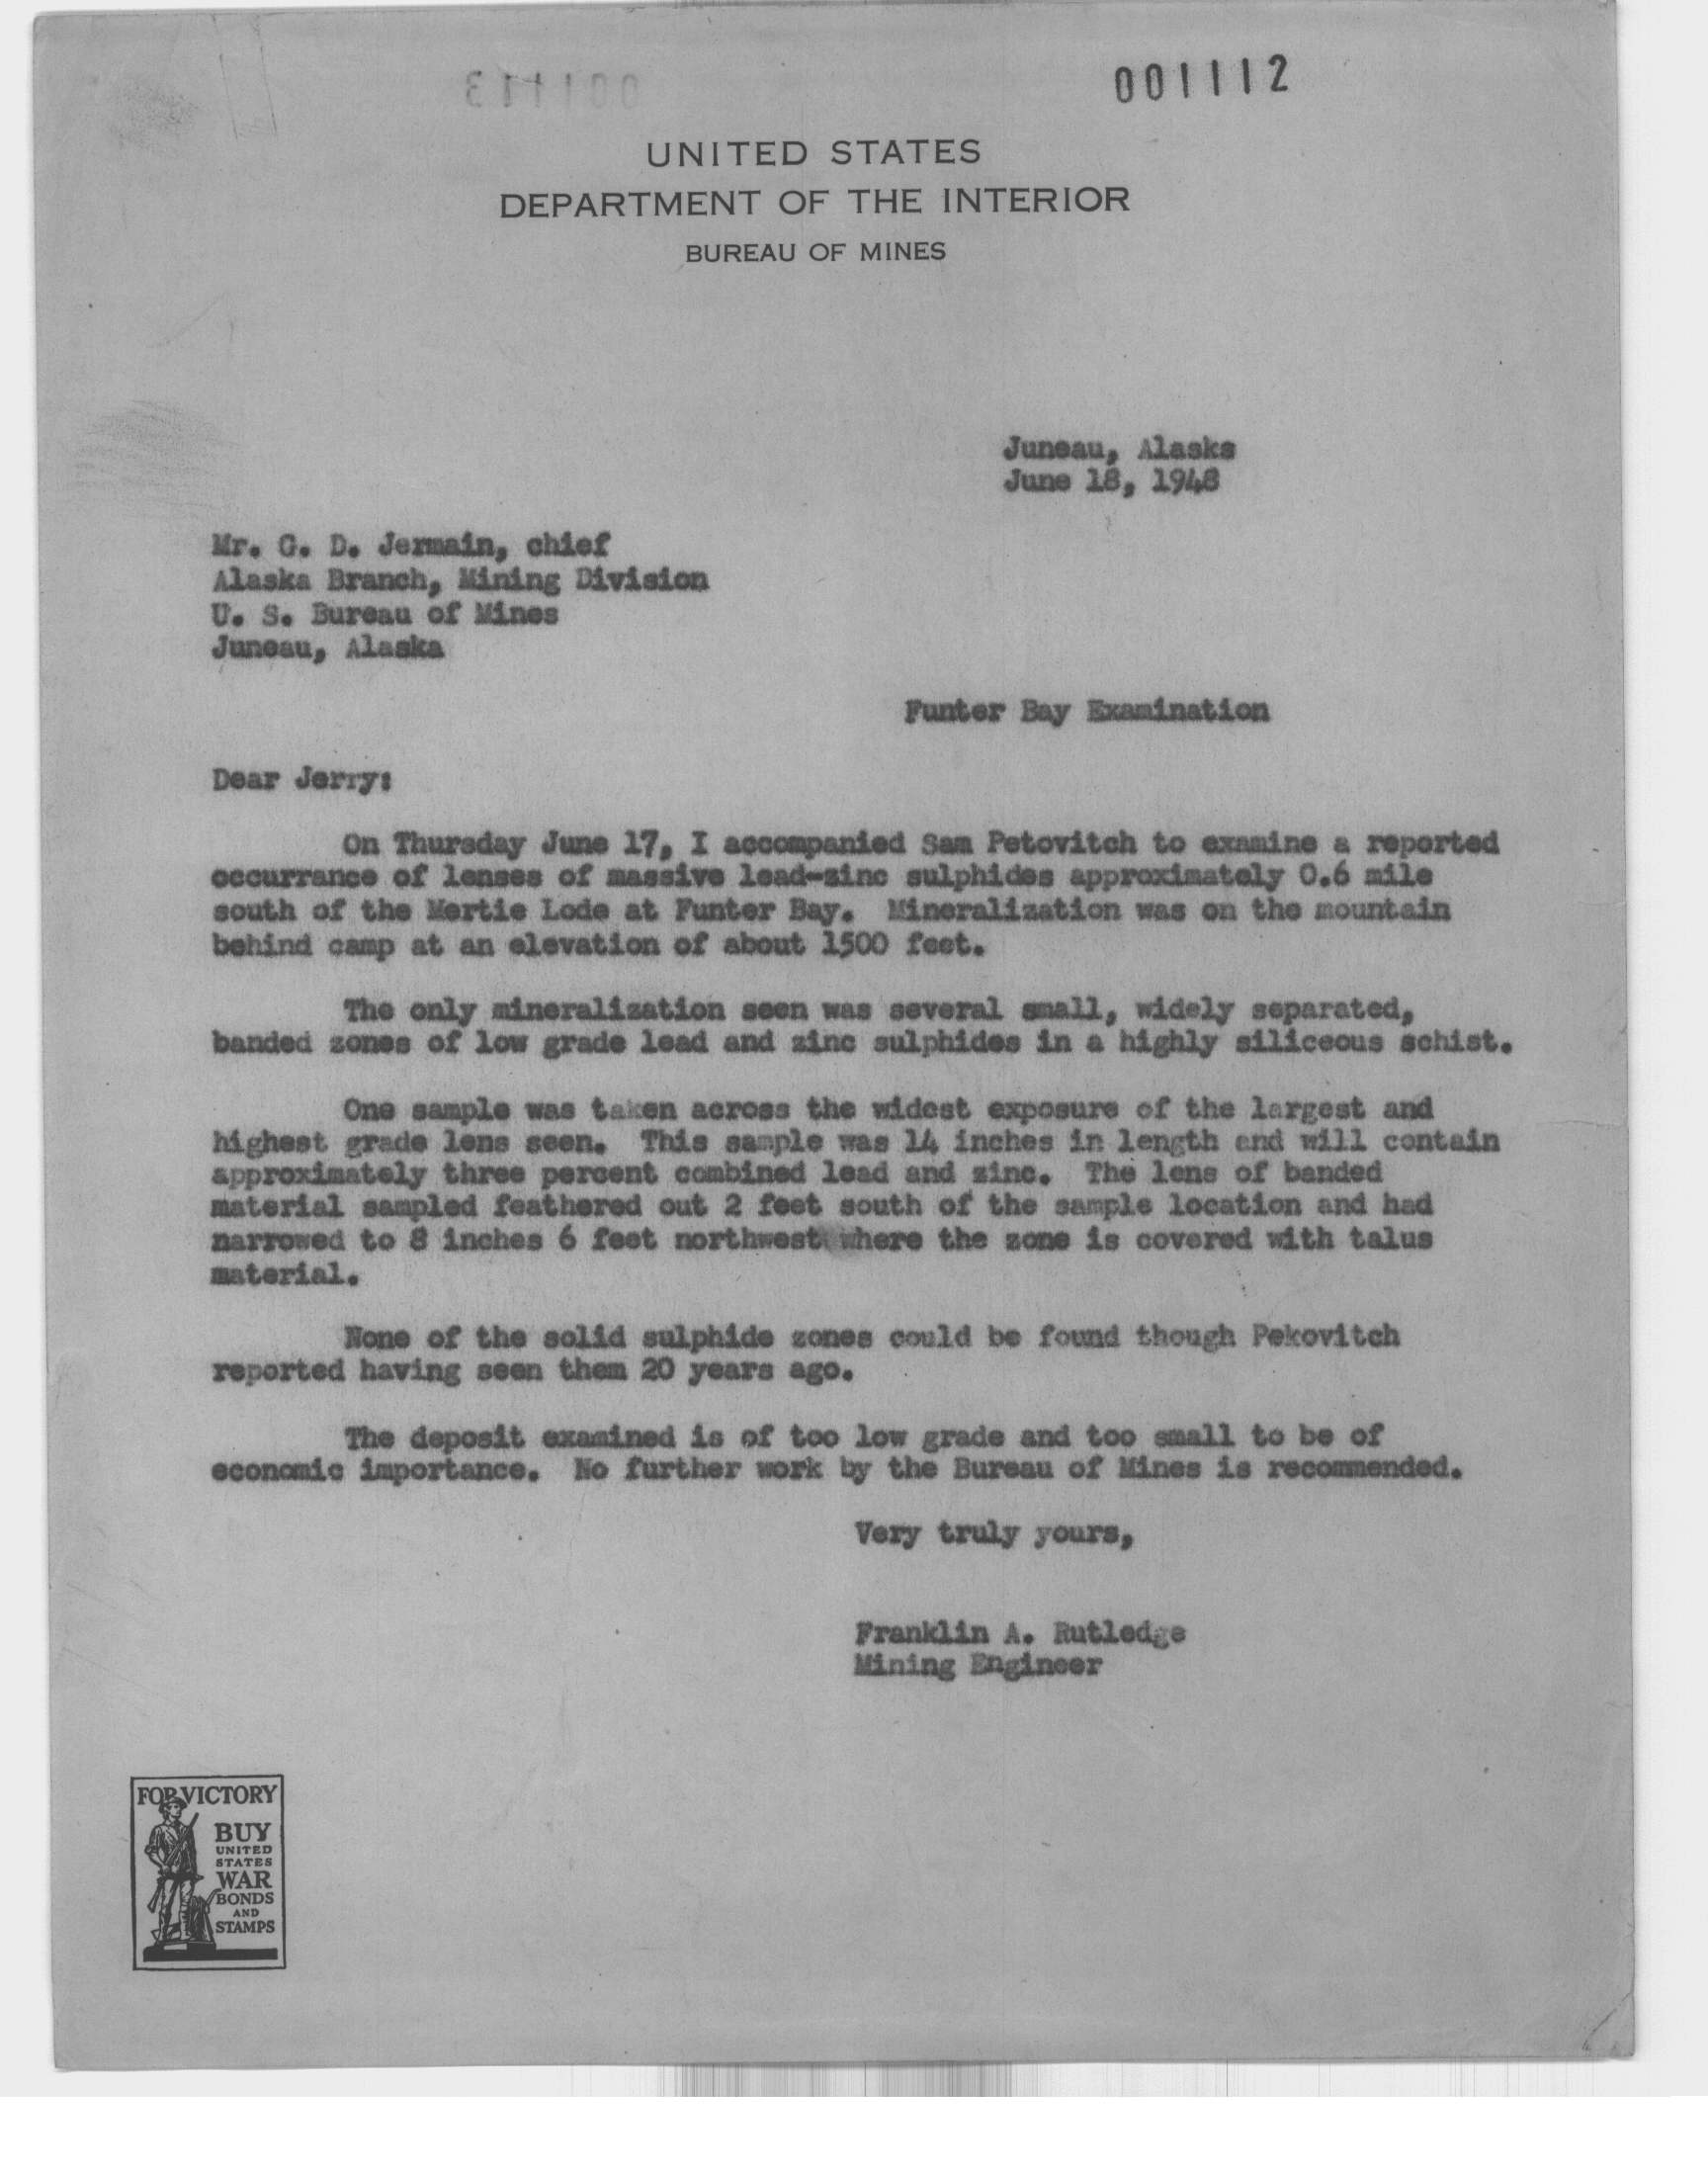 001113
001112
UNITED STATES
DEPARTMENT OF THE INTERIOR
BUREAU OF MINES
Juneau, Alaska
June 18, 1948
Mr. G. D. Jermain, chief
Alaska Branch, Mining Division
U. S. Bureau of Mines
Juneau, Alaska
Funter Bay Examination
Dear Jerry:
On Thursday June 17, I accompanied Sam Petovitch to examine a reported
occurrance of lenses of massive lead-zinc sulphides approximately 0.6 mile
south of the Mertie Lode at Funter Bay. Mineralization was on the mountain
behind camp at an elevation of about 1500 feet.
The only mineralization seen was several small, widely separated,
banded zones of low grade lead and zinc sulphides in a highly siliceous schist.
One sample was taken across the widest exposure of the largest and
highest grade lens seen. This sample was 14 inches in length and will contain
approximately three percent combined lead and zinc. The lens of banded
material sampled feathered out 2 feet south of the sample location and had
narrowed to 8 inches 6 feet northwest where the zone is covered with talus
material.
None of the solid sulphide zones could be found though Pekovitch
reported having seen them 20 years ago.
The deposit examined is of too low grade and too small to be of
economic importance. No further work by the Bureau of Mines is recommended.
Very truly yours,
Franklin A. Rutledge
Mining Engineer
FOR VICTORY
BUY
UNITED
STATES
WAR
BONDS
AND
STAMPS